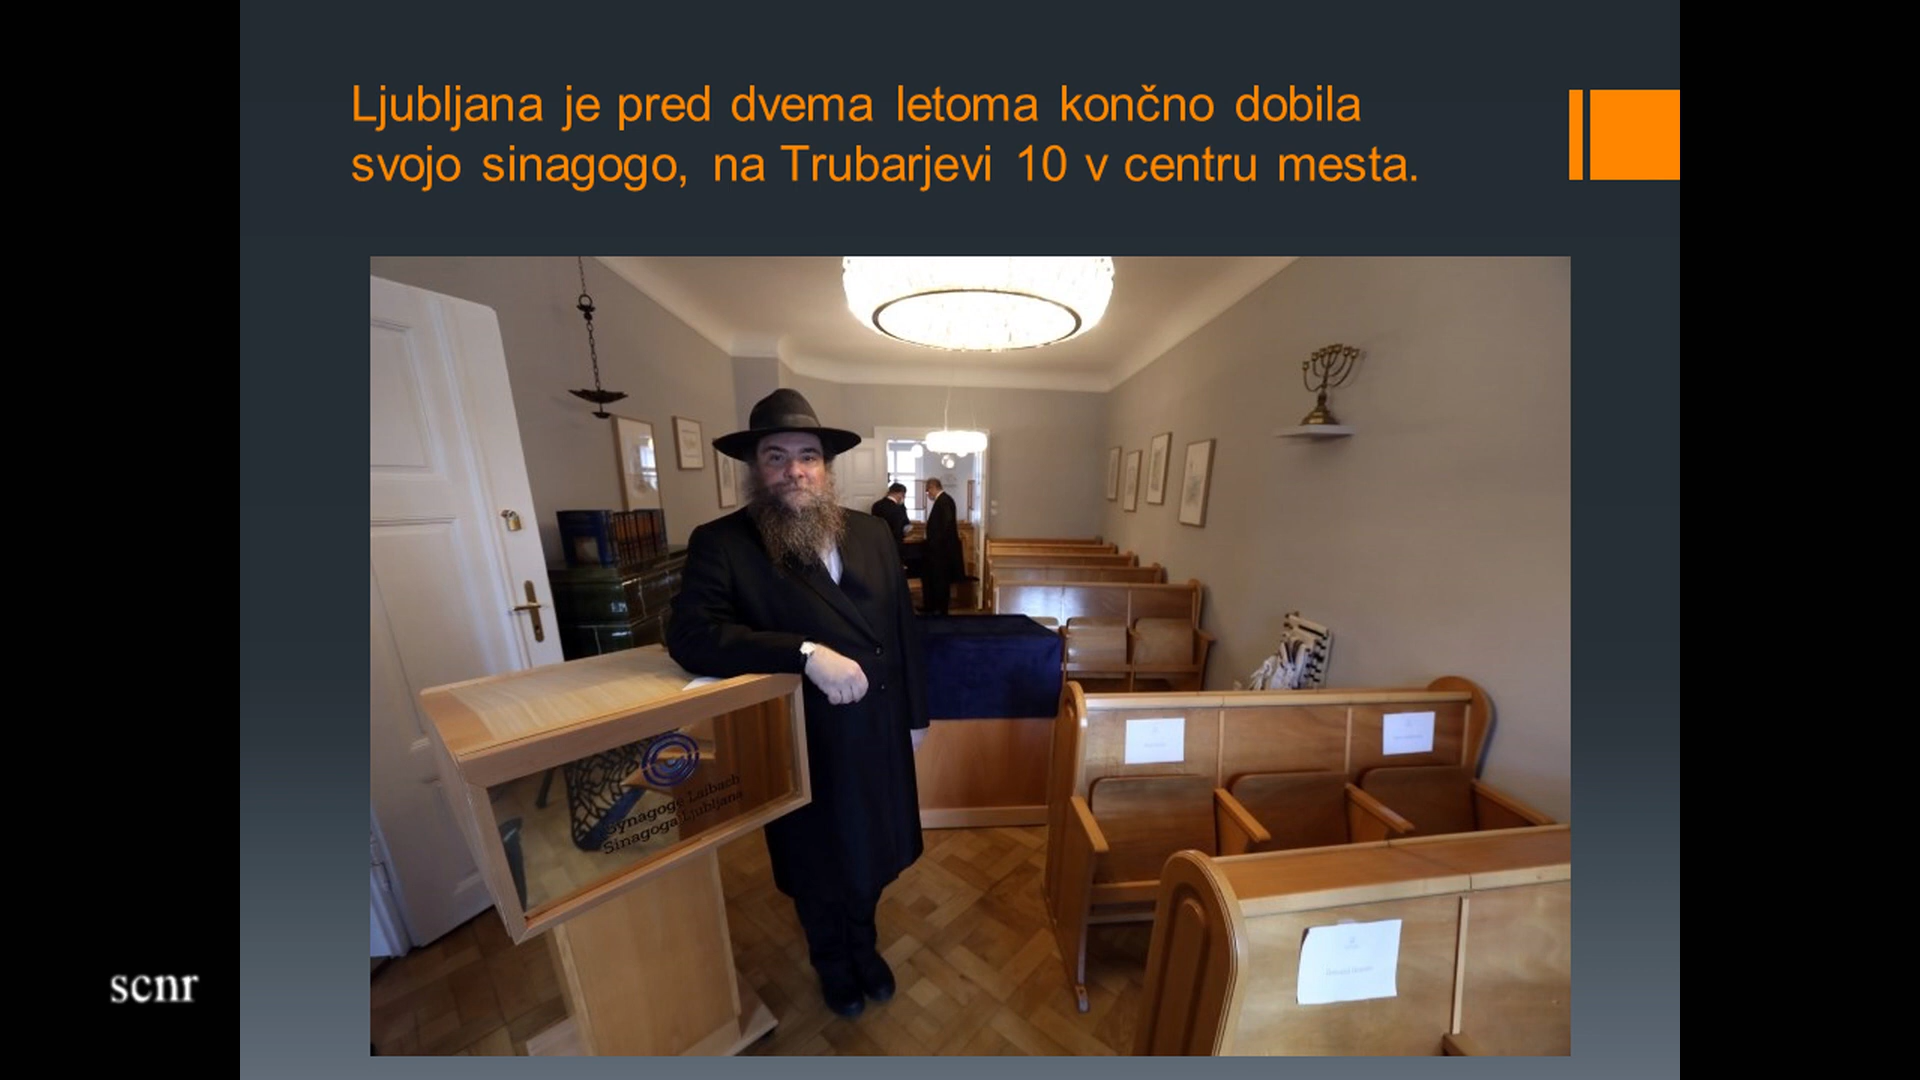 Ljubljana je pred dvema letoma končno dobila
svojo sinagogo, na Trubarjevi 10 v centru mesta.
Synagoge Laibach
Sinagoga Ljubljana
scnr